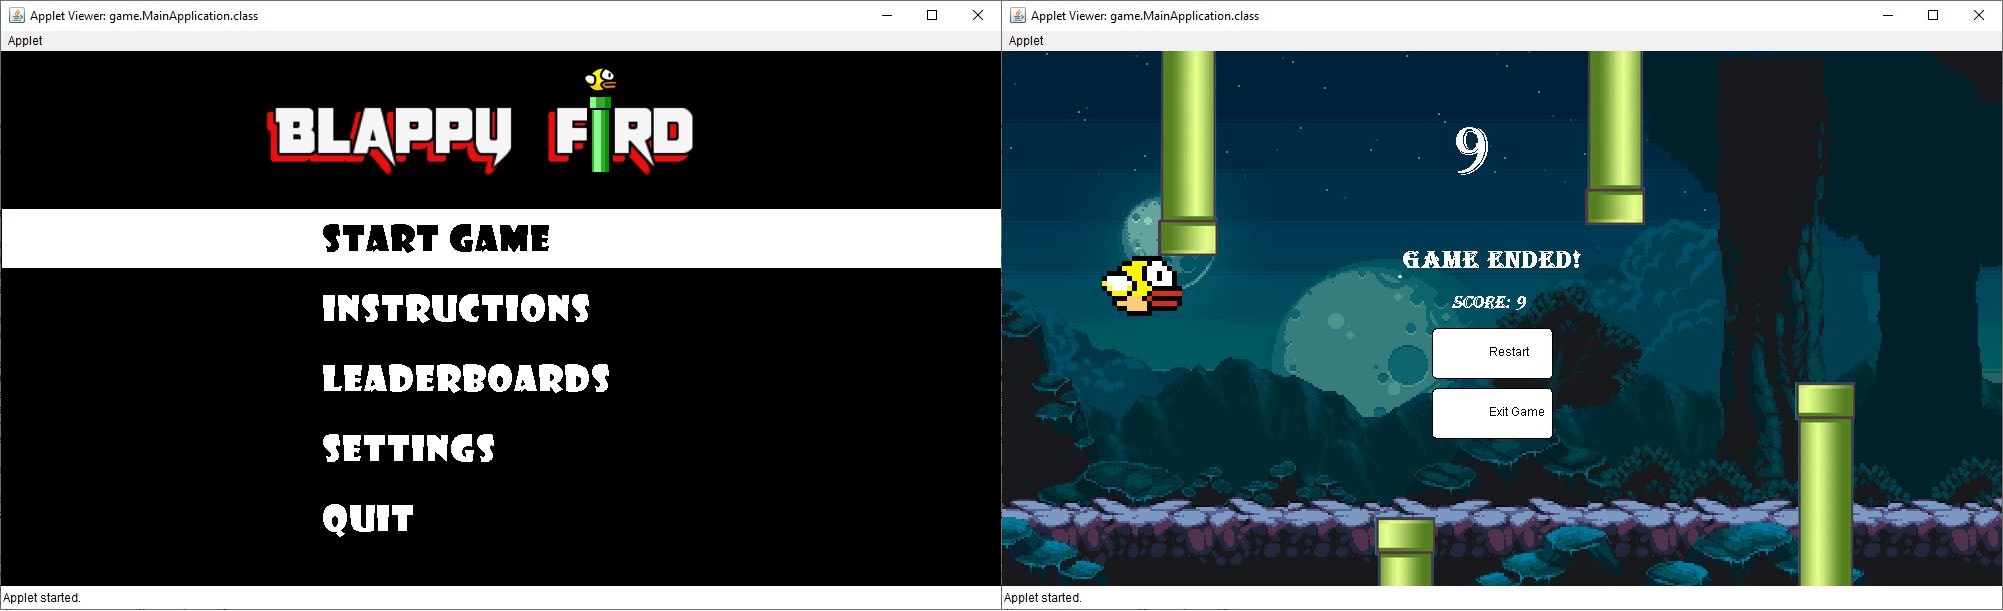 Applet Viewer: game.MainApplication.class
Applet
BLAPPY FIRD
START GAME
INSTRUCTIONS
LEADERBOARDS
SETTINGS
QUIT
Applet started.
Applet Viewer: game.MainApplication.class
Applet
9
GAME ENDED!
SCORE: 9
Restart
Exit Game
Applet started.